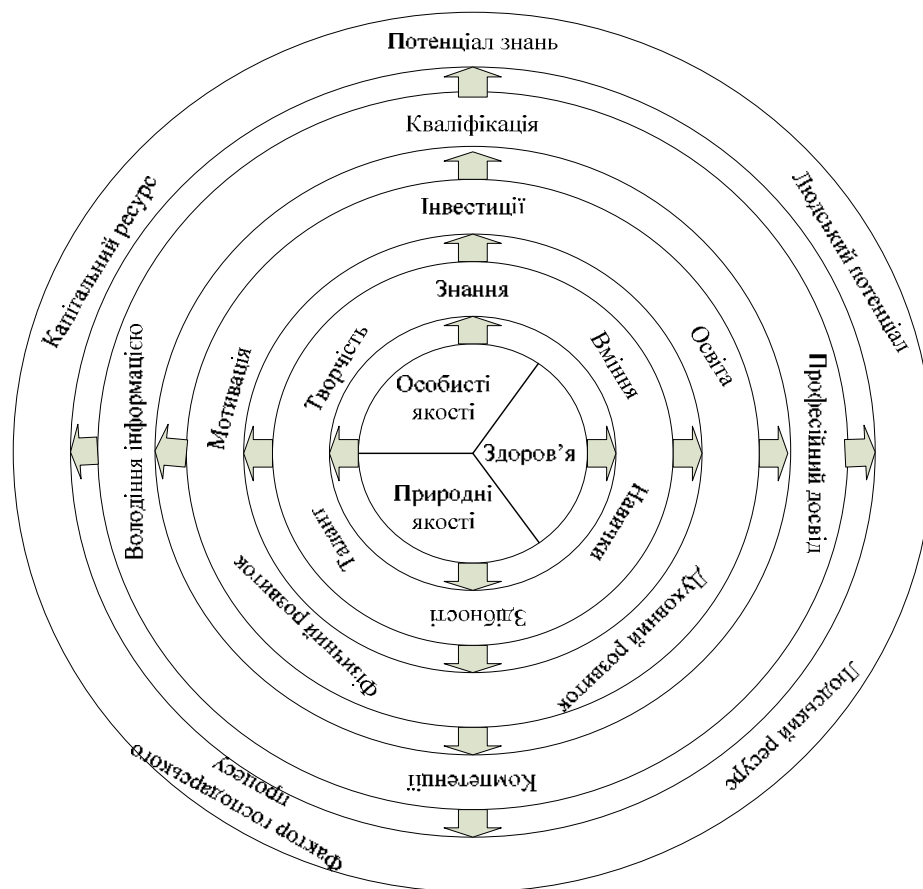 Потенціал знань
Людський потенціал
Людський ресурс
Фактор господарського
процесу
Капітальний ресурс
Кваліфікація
Професійний досвід
Компетенції
Володіння інформацією
Інвестиції
Освіта
Духовний розвиток
Фізичний розвиток
Мотивація
Знання
Вміння
Навички
Здібності
Талант
Творчість
Особисті
якості
Здоров’я
Природні
якості